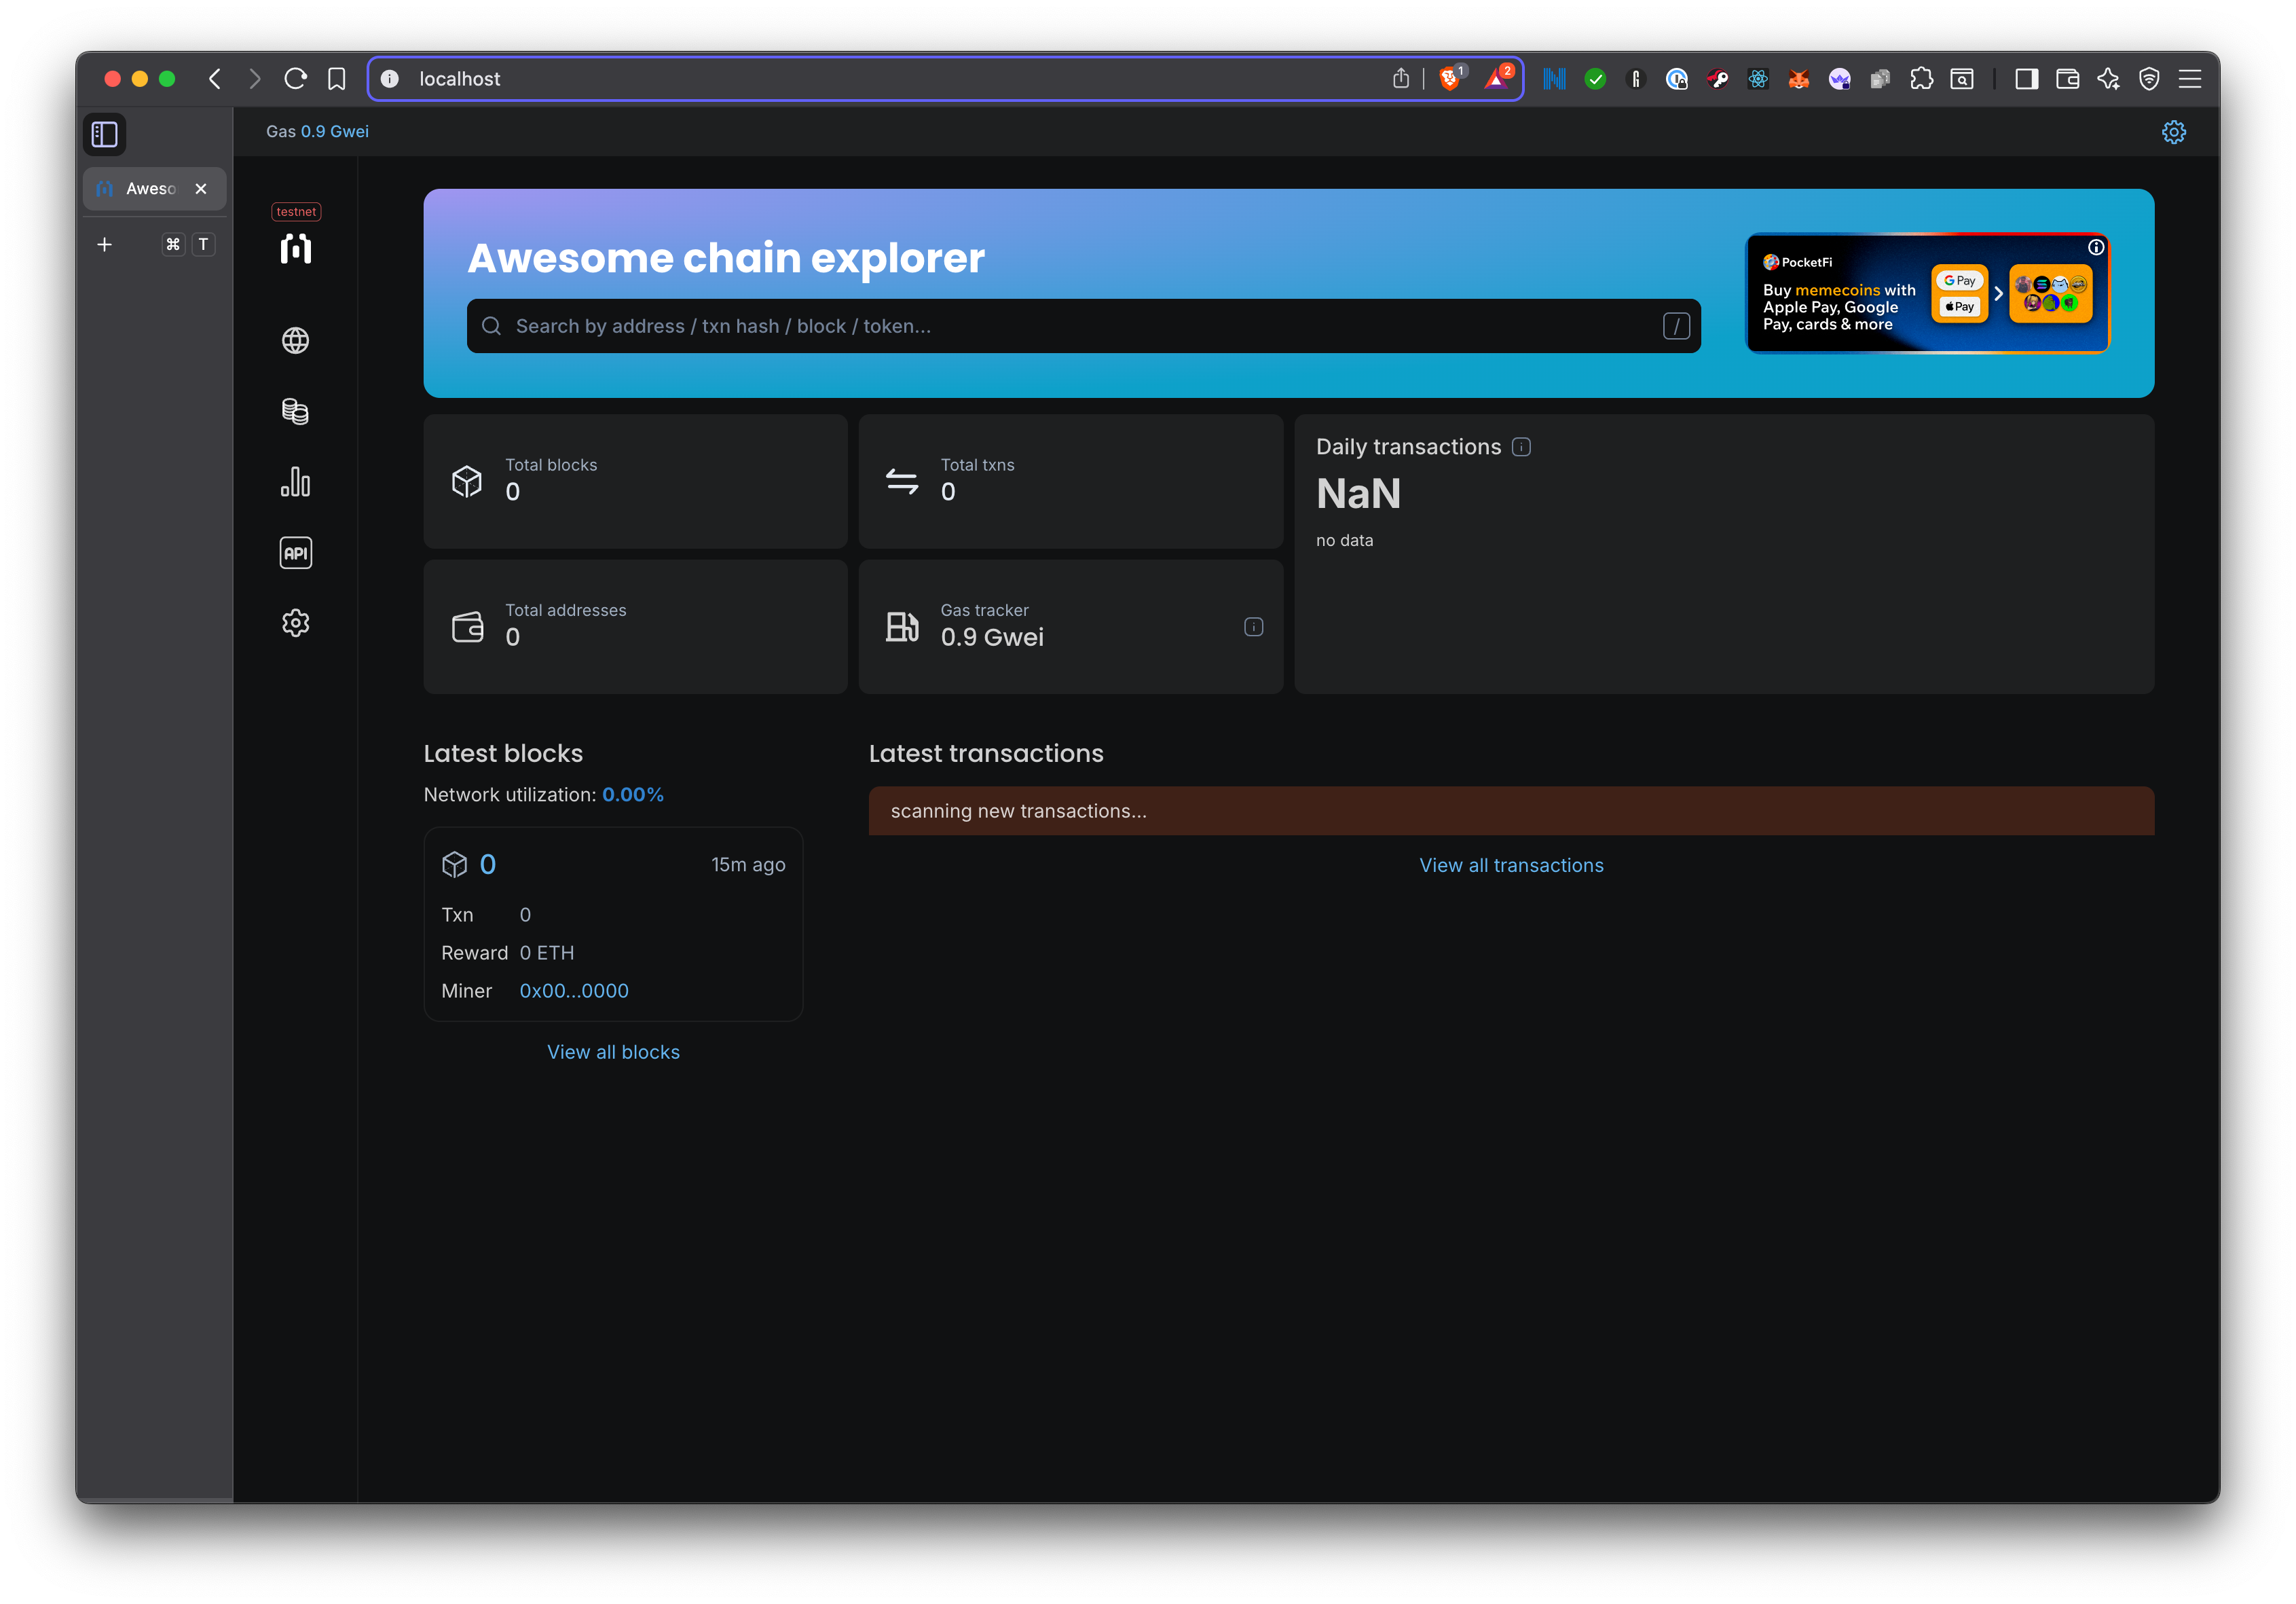 localhost
1
2
Aweso
⌘ T
Gas 0.9 Gwei
testnet
API
Awesome chain explorer
Search by address / txn hash / block / token...
/
PocketFi
Buy memecoins with
Apple Pay, Google
Pay, cards & more
G Pay
Pay
Total blocks
0
Total txns
0
Total addresses
0
Gas tracker
0.9 Gwei
Daily transactions
NaN
no data
Latest blocks
Network utilization: 0.00%
0
15m ago
Txn 0
Reward 0 ETH
Miner 0x00...0000
View all blocks
Latest transactions
scanning new transactions...
View all transactions